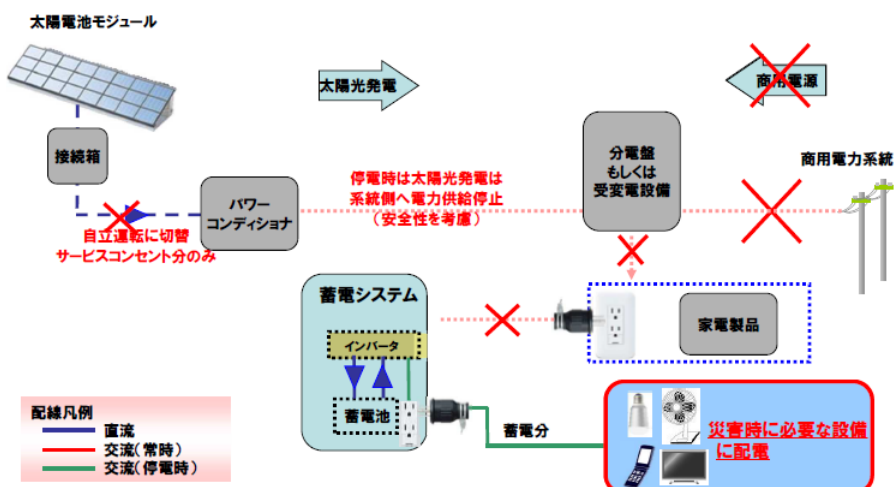 太陽電池モジュール
太陽光発電
商用電源
接続箱
分電盤
もしくは
受変電設備
商用電力系統
パワー
コンディショナ
停電時は太陽光発電は
系統側へ電力供給停止
（安全性を考慮）
自立運転に切替
サービスコンセント分のみ
蓄電システム
インバータ
蓄電池
家電製品
配線凡例
直流
交流（常時）
交流（停電時）
蓄電分
災害時に必要な設備
に配電